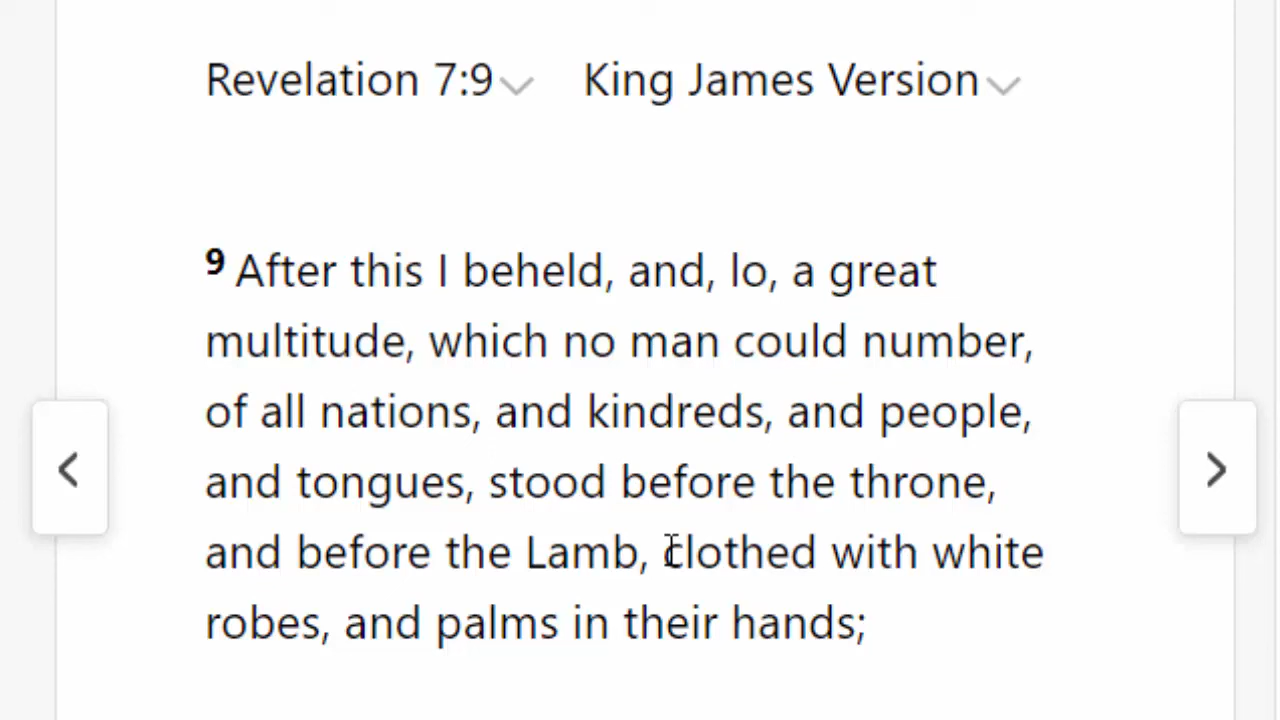 Revelation 7:9 King James Version
9 After this I beheld, and, lo, a great
multitude, which no man could number,
of all nations, and kindreds, and people,
and tongues, stood before the throne,
and before the Lamb, clothed with white
robes, and palms in their hands;